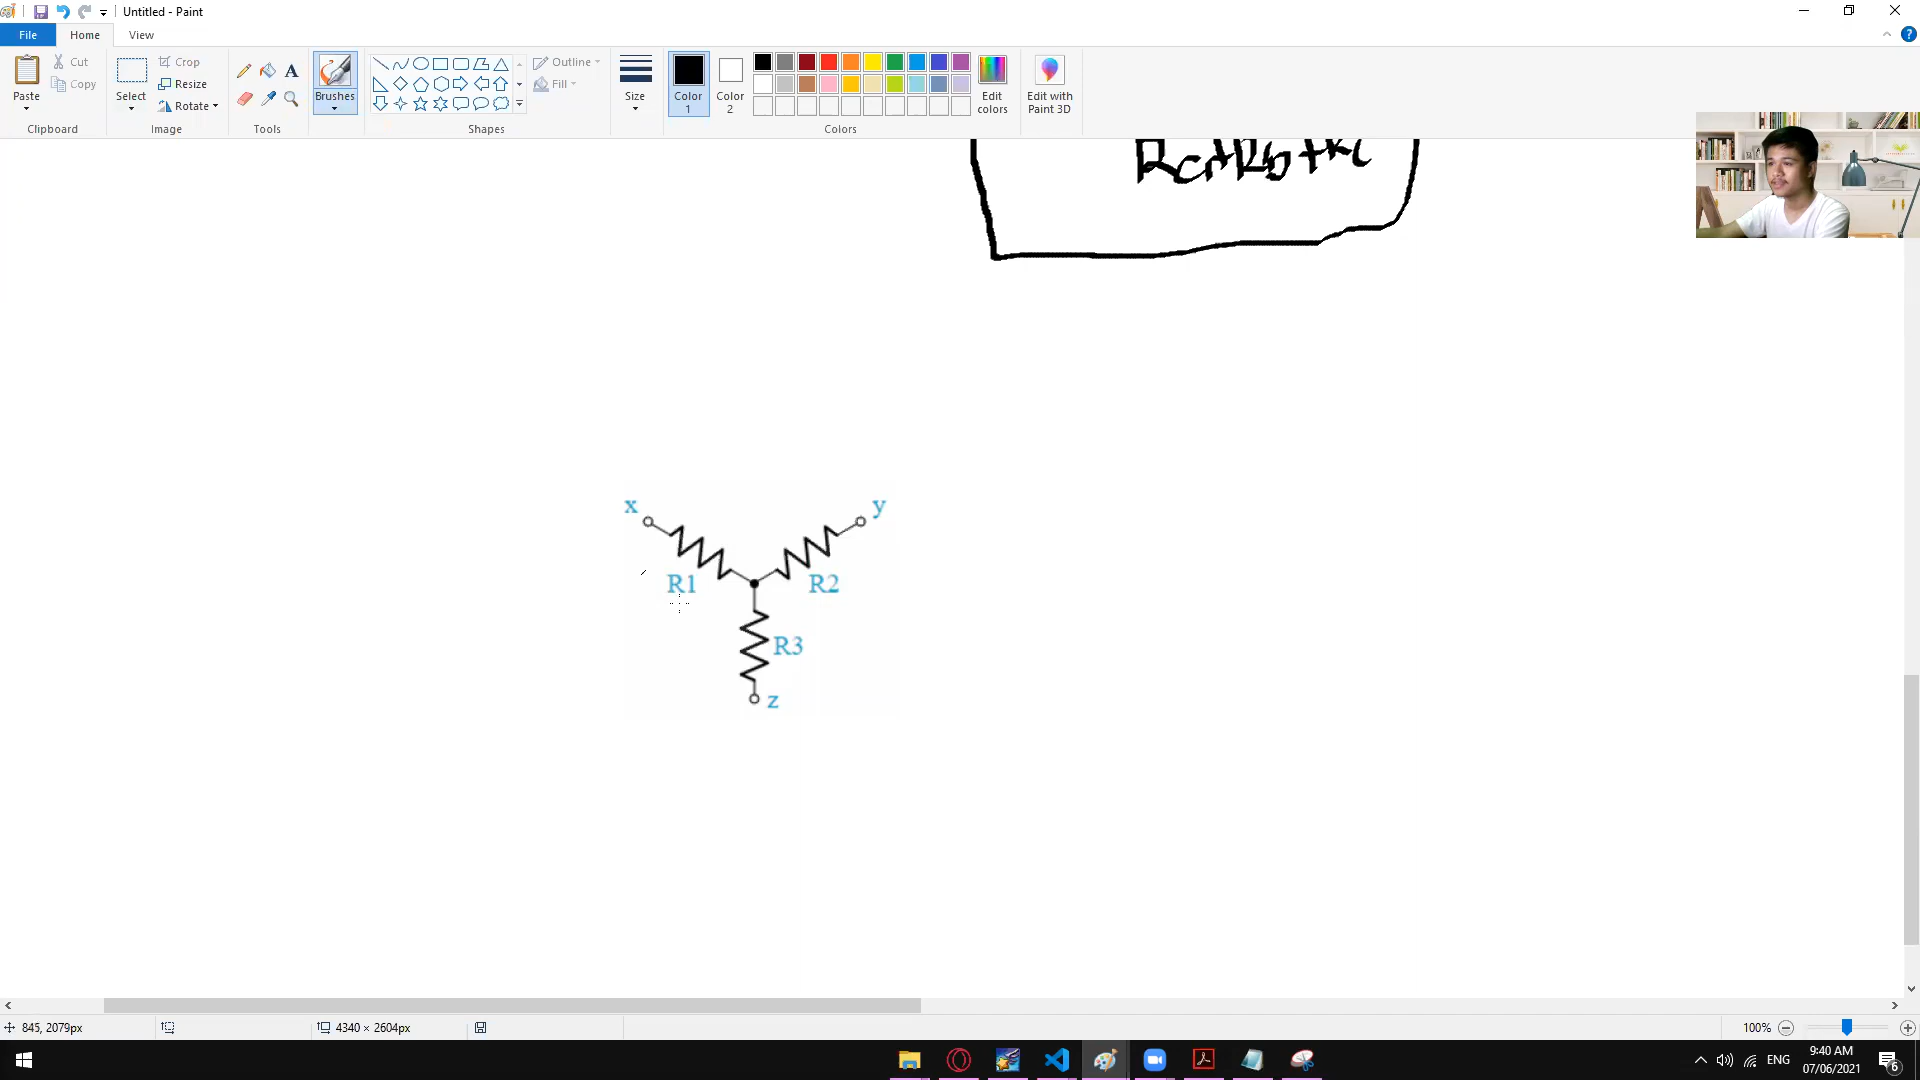 Untitled - Paint
File Home View
Paste Cut Copy Clipboard
Select Crop Resize Rotate Image
Tools
Brushes
Shapes
Outline Fill
Size
Color 1 Color 2 Colors
Edit colors
Edit with Paint 3D
x y
R1 R2
R3
z
845, 2079px 4340 × 2604px 100%
ENG 9:40 AM 07/06/2021 6